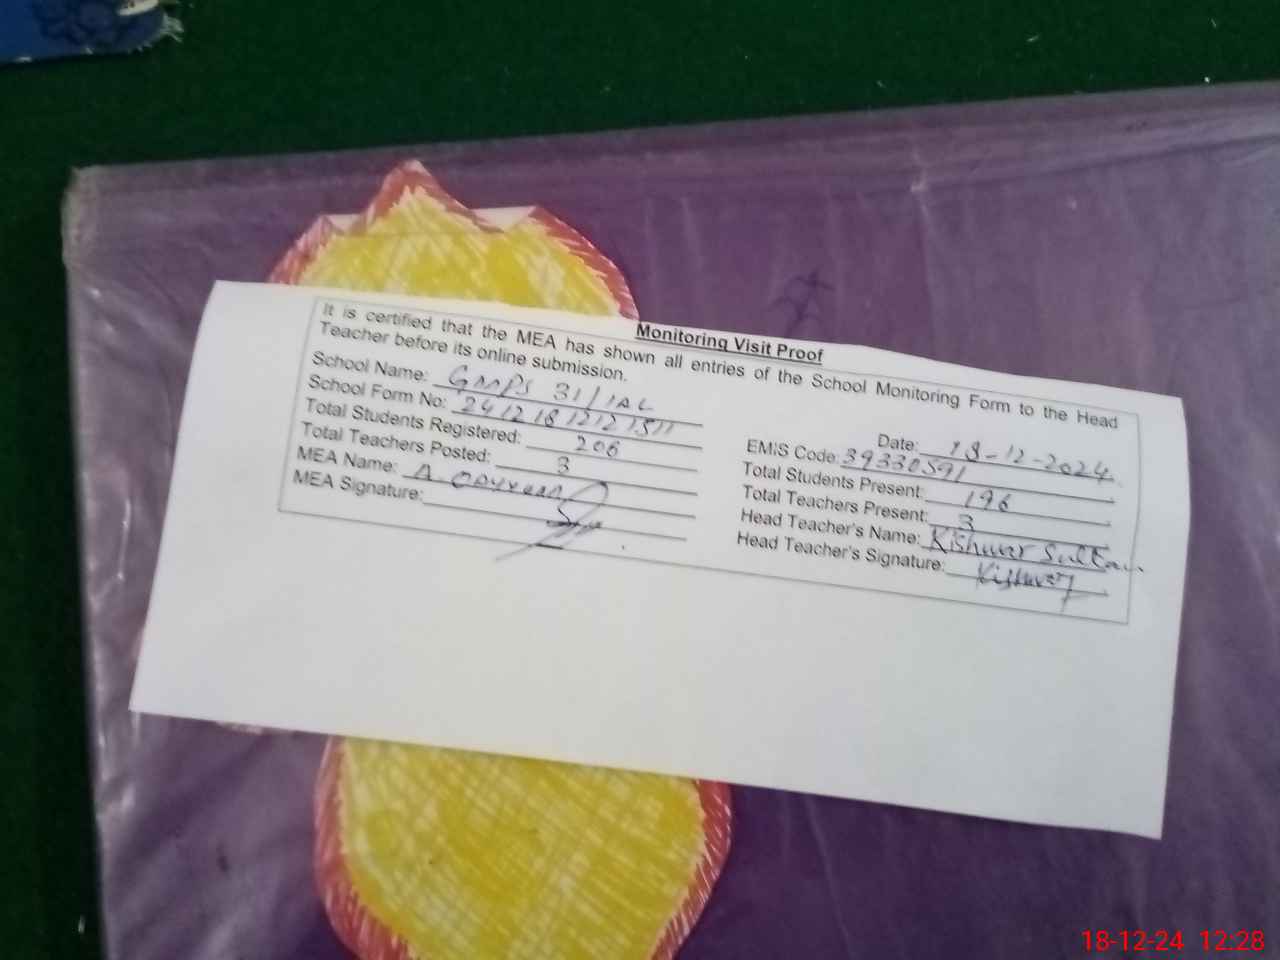 Monitoring Visit Proof
It is certified that the MEA has shown all entries of the School Monitoring Form to the Head
Teacher before its online submission.
School Name: GMPS 31/1AL
Date: 18-12-2024
School Form No: 24121812121511
EMIS Code: 39330591
Total Students Registered: 206
Total Students Present: 196
Total Teachers Posted: 3
Total Teachers Present: 3
MEA Name: A.
Head Teacher's Name: Kishwar Sultan
MEA Signature:
Head Teacher's Signature: Kishwar
18-12-24 12:28